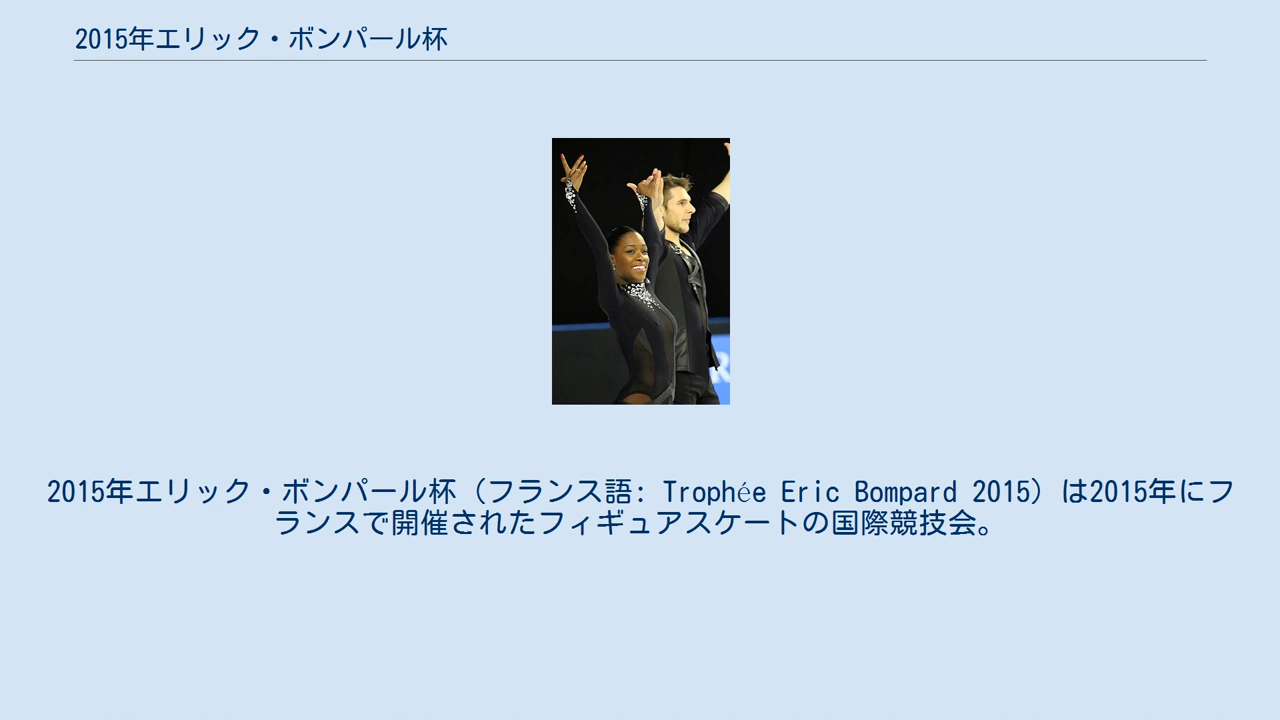 2015年エリック・ボンパール杯
2015年エリック・ボンパール杯（フランス語: Trophée Eric Bompard 2015）は2015年にフ
ランスで開催されたフィギュアスケートの国際競技会。